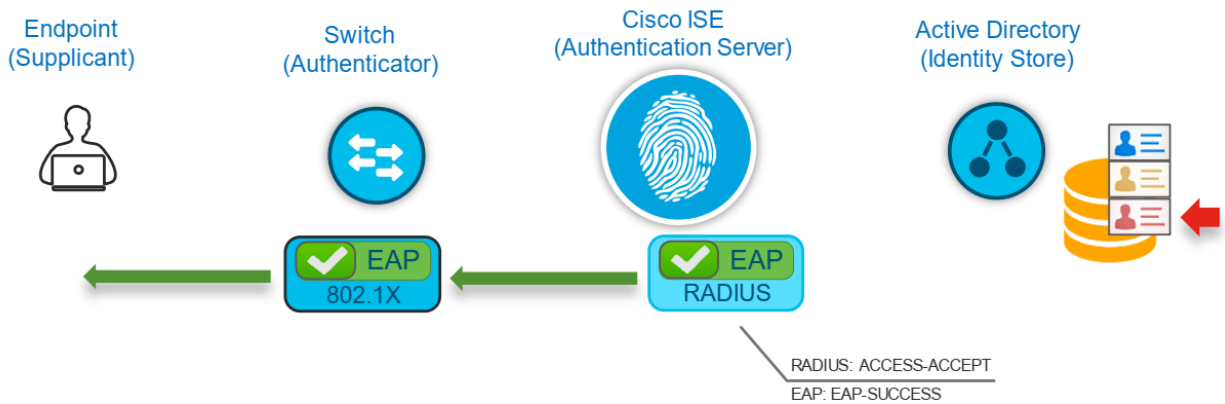 Endpoint
(Supplicant)
Switch
(Authenticator)
Cisco ISE
(Authentication Server)
Active Directory
(Identity Store)
EAP
802.1X
EAP
RADIUS
RADIUS: ACCESS-ACCEPT
EAP: EAP-SUCCESS